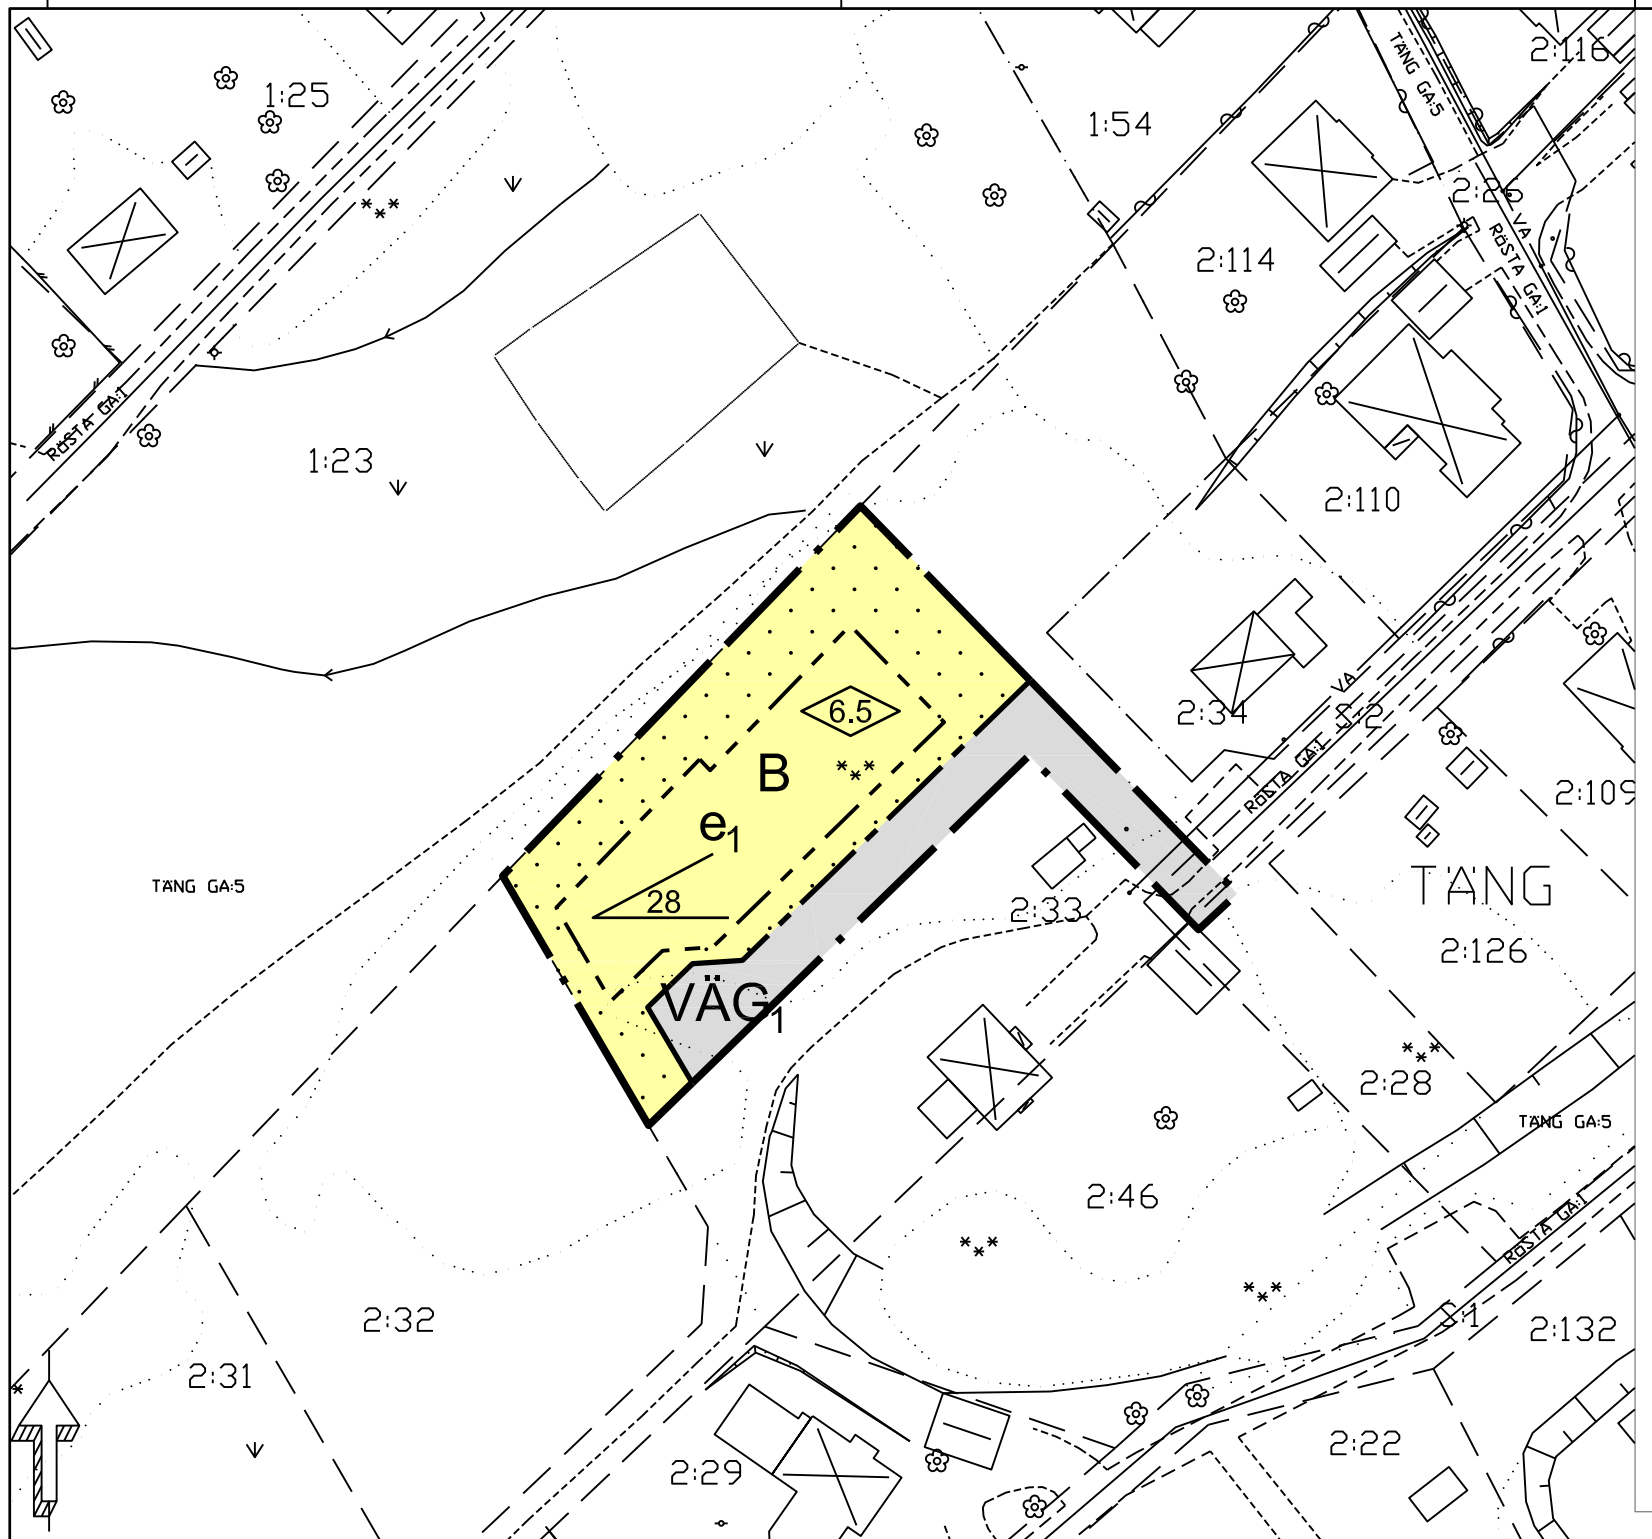 2:116
TÄNG GA:5
1:25
1:54
2:26
VA
RÖSTA GA:1
2:114
RÖSTA GA:1
1:23
2:110
6.5
2:34
VA
S:2
RÖSTA GA:1
B
2:109
e1
TÄNG GA:5
28
2:33
TÄNG
2:126
VÄG1
2:28
TÄNG GA:5
2:46
RÖSTA GA:1
2:32
S:1
2:132
2:31
2:22
2:29